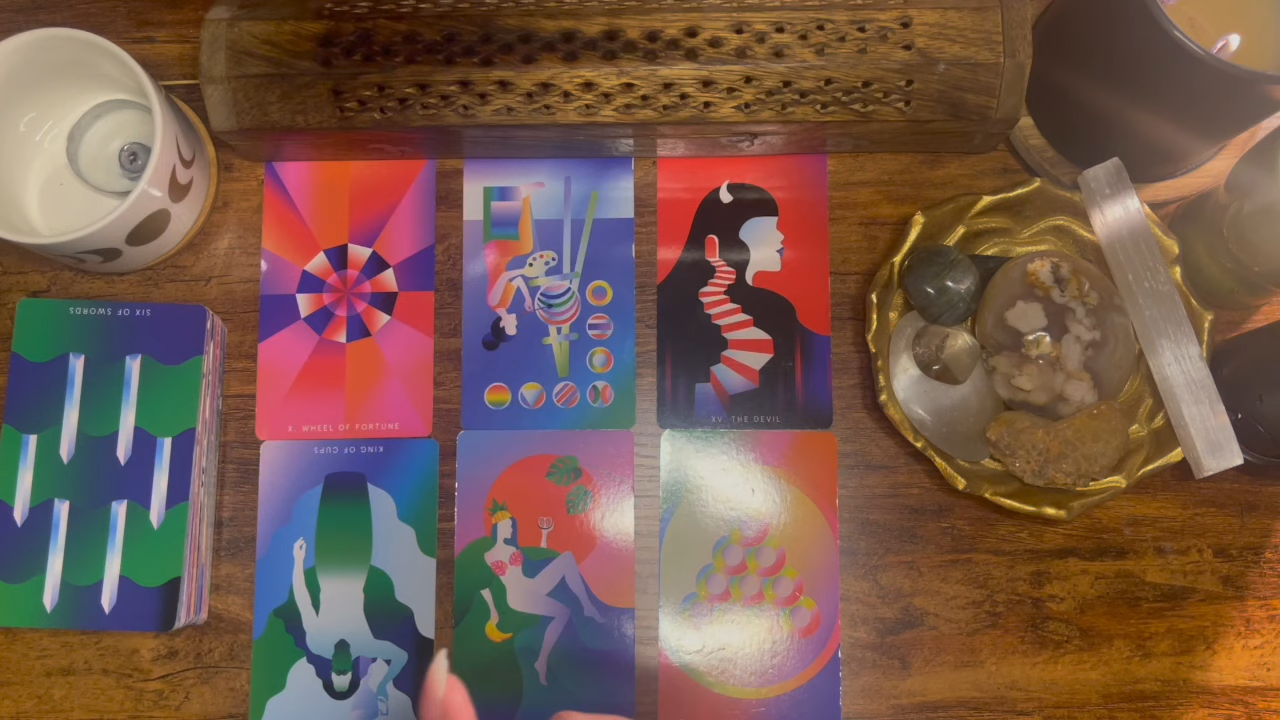 SIX OF SWORDS
X. WHEEL OF FORTUNE
XV. THE DEVIL
KING OF CUPS